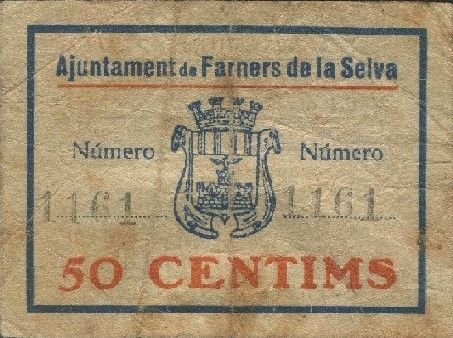 Ajuntament de Farners de la Selva
Número Número
1161 1161
50 CENTIMS